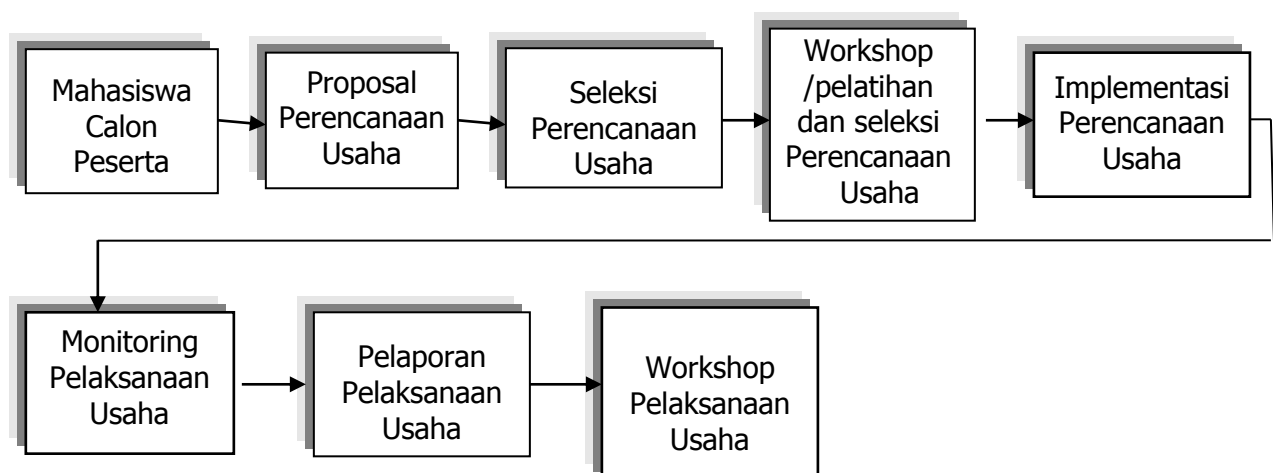 Mahasiswa
Calon
Peserta
Proposal
Perencanaan
Usaha
Seleksi
Perencanaan
Usaha
Workshop
/pelatihan
dan seleksi
Perencanaan
Usaha
Implementasi
Perencanaan
Usaha
Monitoring
Pelaksanaan
Usaha
Pelaporan
Pelaksanaan
Usaha
Workshop
Pelaksanaan
Usaha